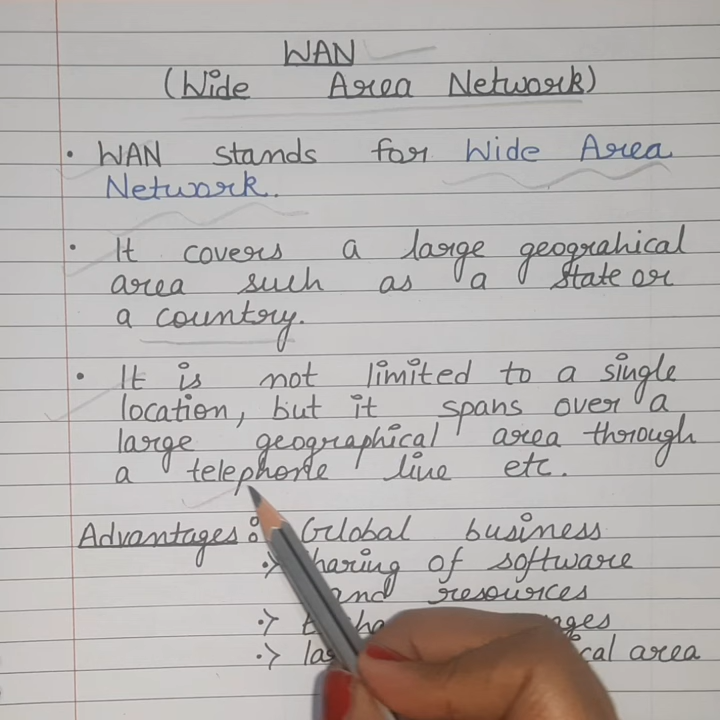 WAN
(Wide Area Network)
• WAN stands for Wide Area
Network.
• It covers a large geograhical
area such as a state or
a country.
• It is not limited to a single
location, but it spans over a
large geographical area through
a telephone line etc.
Advantages: Global business
haring of software
and resources
area